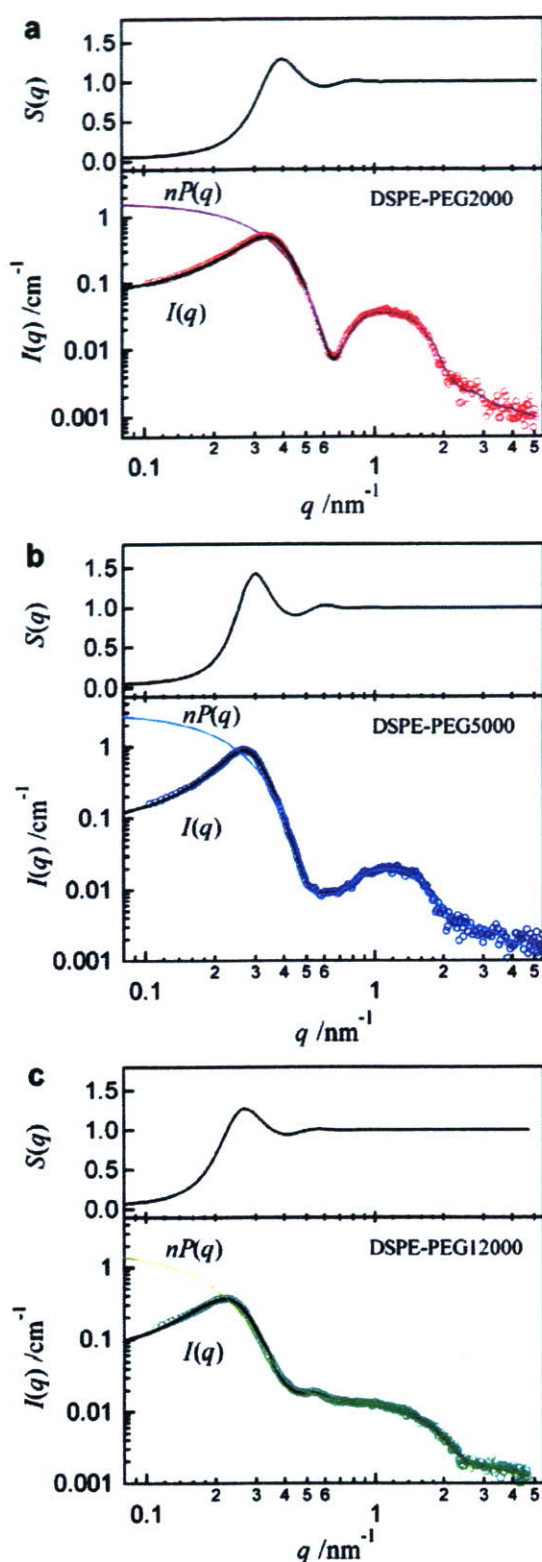 a
S(q)
1.5
1.0
0.5
0.0
nP(q)
DSPE-PEG2000
I(q) /cm⁻¹
1
0.1
0.01
0.001
I(q)
0.1 2 3 4 5 6 1 2 3 4 5
q /nm⁻¹
b
S(q)
1.5
1.0
0.5
0.0
nP(q)
DSPE-PEG5000
I(q) /cm⁻¹
1
0.1
0.01
0.001
I(q)
0.1 2 3 4 5 6 1 2 3 4 5
q /nm⁻¹
c
S(q)
1.5
1.0
0.5
0.0
nP(q)
DSPE-PEG12000
I(q) /cm⁻¹
1
0.1
0.01
0.001
I(q)
0.1 2 3 4 5 6 1 2 3 4 5
q /nm⁻¹